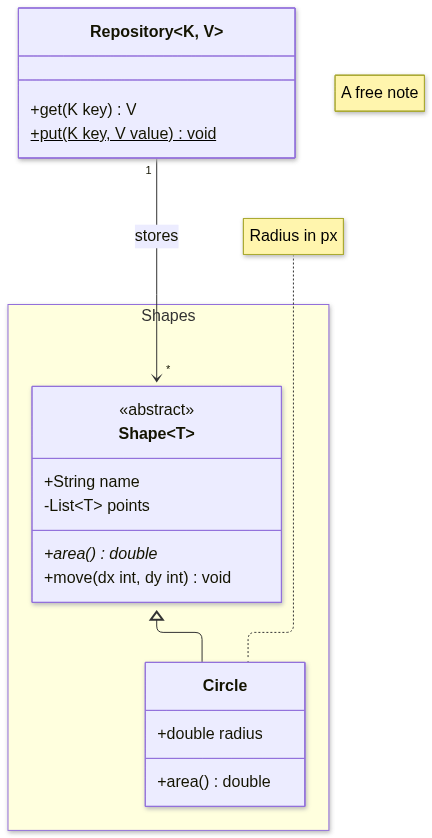 Repository<K, V>
+get(K key) : V
+put(K key, V value) : void
A free note
1
stores
Radius in px
Shapes
*
«abstract»
Shape<T>
+String name
-List<T> points
+area() : double
+move(dx int, dy int) : void
Circle
+double radius
+area() : double